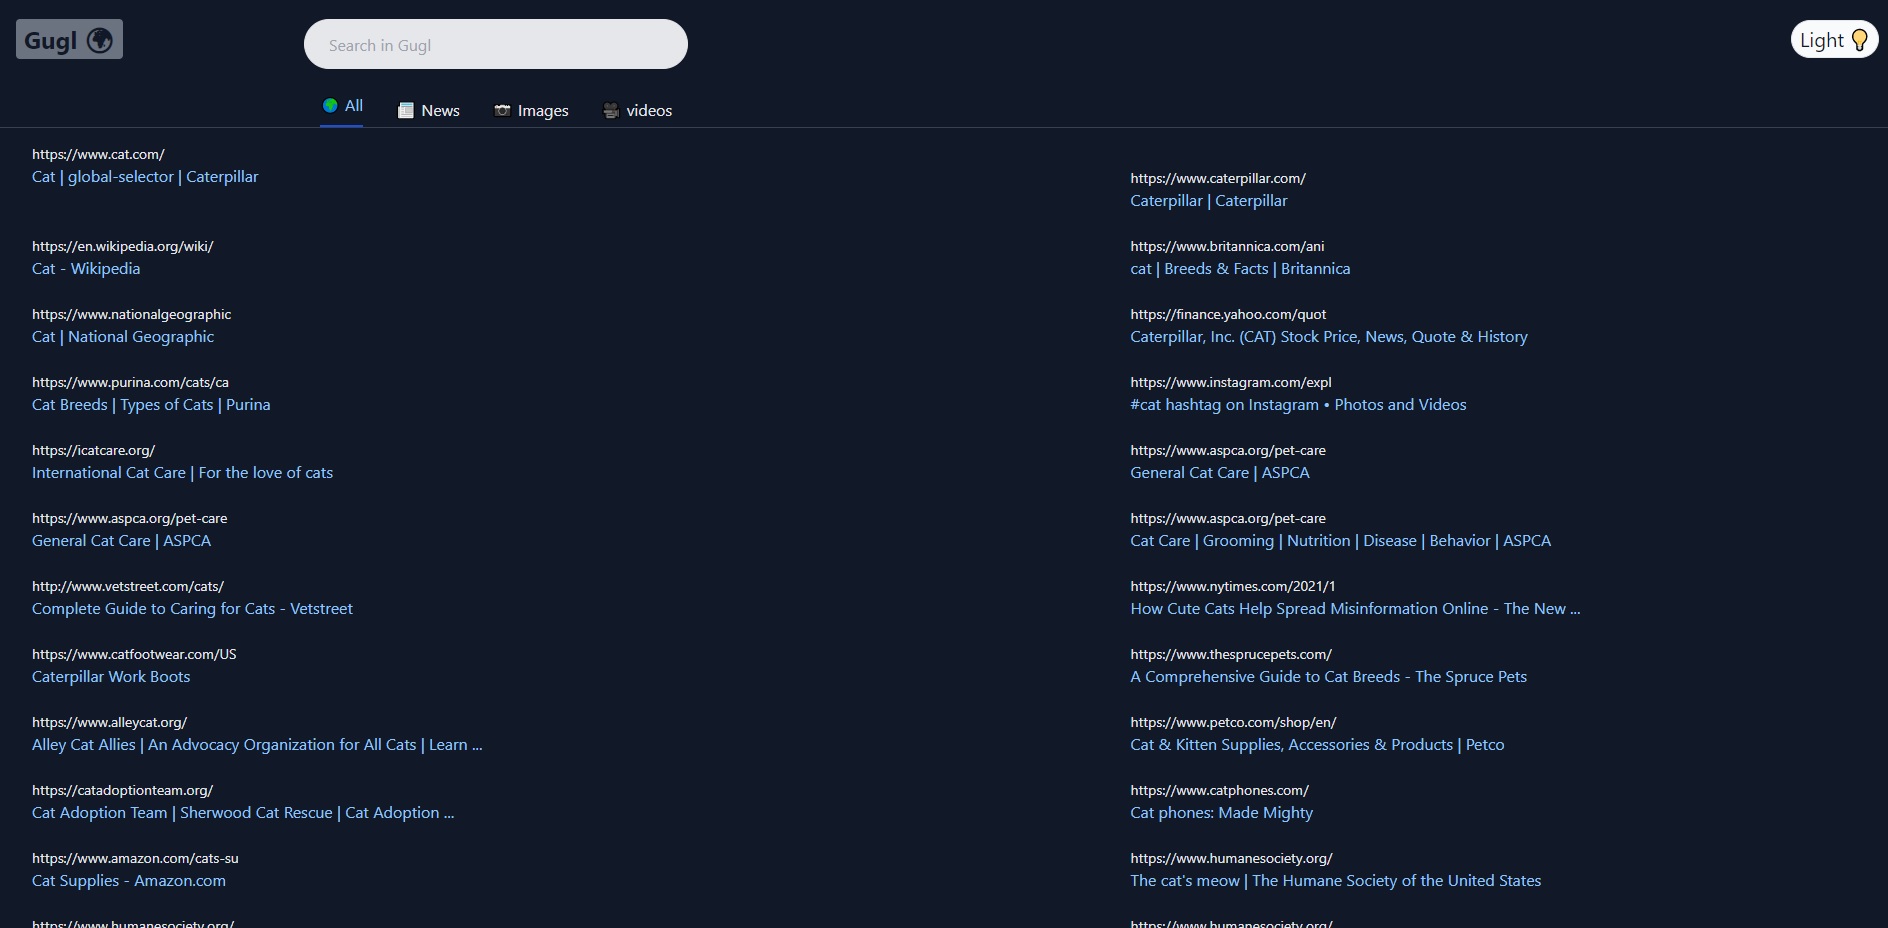 Gugl
Search in Gugl
Light
All
News
Images
videos
https://www.cat.com/
Cat | global-selector | Caterpillar
https://www.caterpillar.com/
Caterpillar | Caterpillar
https://en.wikipedia.org/wiki/
Cat - Wikipedia
https://www.britannica.com/ani
cat | Breeds & Facts | Britannica
https://www.nationalgeographic
Cat | National Geographic
https://finance.yahoo.com/quot
Caterpillar, Inc. (CAT) Stock Price, News, Quote & History
https://www.purina.com/cats/ca
Cat Breeds | Types of Cats | Purina
https://www.instagram.com/expl
#cat hashtag on Instagram • Photos and Videos
https://icatcare.org/
International Cat Care | For the love of cats
https://www.aspca.org/pet-care
General Cat Care | ASPCA
https://www.aspca.org/pet-care
General Cat Care | ASPCA
https://www.aspca.org/pet-care
Cat Care | Grooming | Nutrition | Disease | Behavior | ASPCA
http://www.vetstreet.com/cats/
Complete Guide to Caring for Cats - Vetstreet
https://www.nytimes.com/2021/1
How Cute Cats Help Spread Misinformation Online - The New ...
https://www.catfootwear.com/US
Caterpillar Work Boots
https://www.thesprucepets.com/
A Comprehensive Guide to Cat Breeds - The Spruce Pets
https://www.alleycat.org/
Alley Cat Allies | An Advocacy Organization for All Cats | Learn ...
https://www.petco.com/shop/en/
Cat & Kitten Supplies, Accessories & Products | Petco
https://catadoptionteam.org/
Cat Adoption Team | Sherwood Cat Rescue | Cat Adoption ...
https://www.catphones.com/
Cat phones: Made Mighty
https://www.amazon.com/cats-su
Cat Supplies - Amazon.com
https://www.humanesociety.org/
The cat's meow | The Humane Society of the United States
https://www.humanesociety.org/
https://www.humanesociety.org/